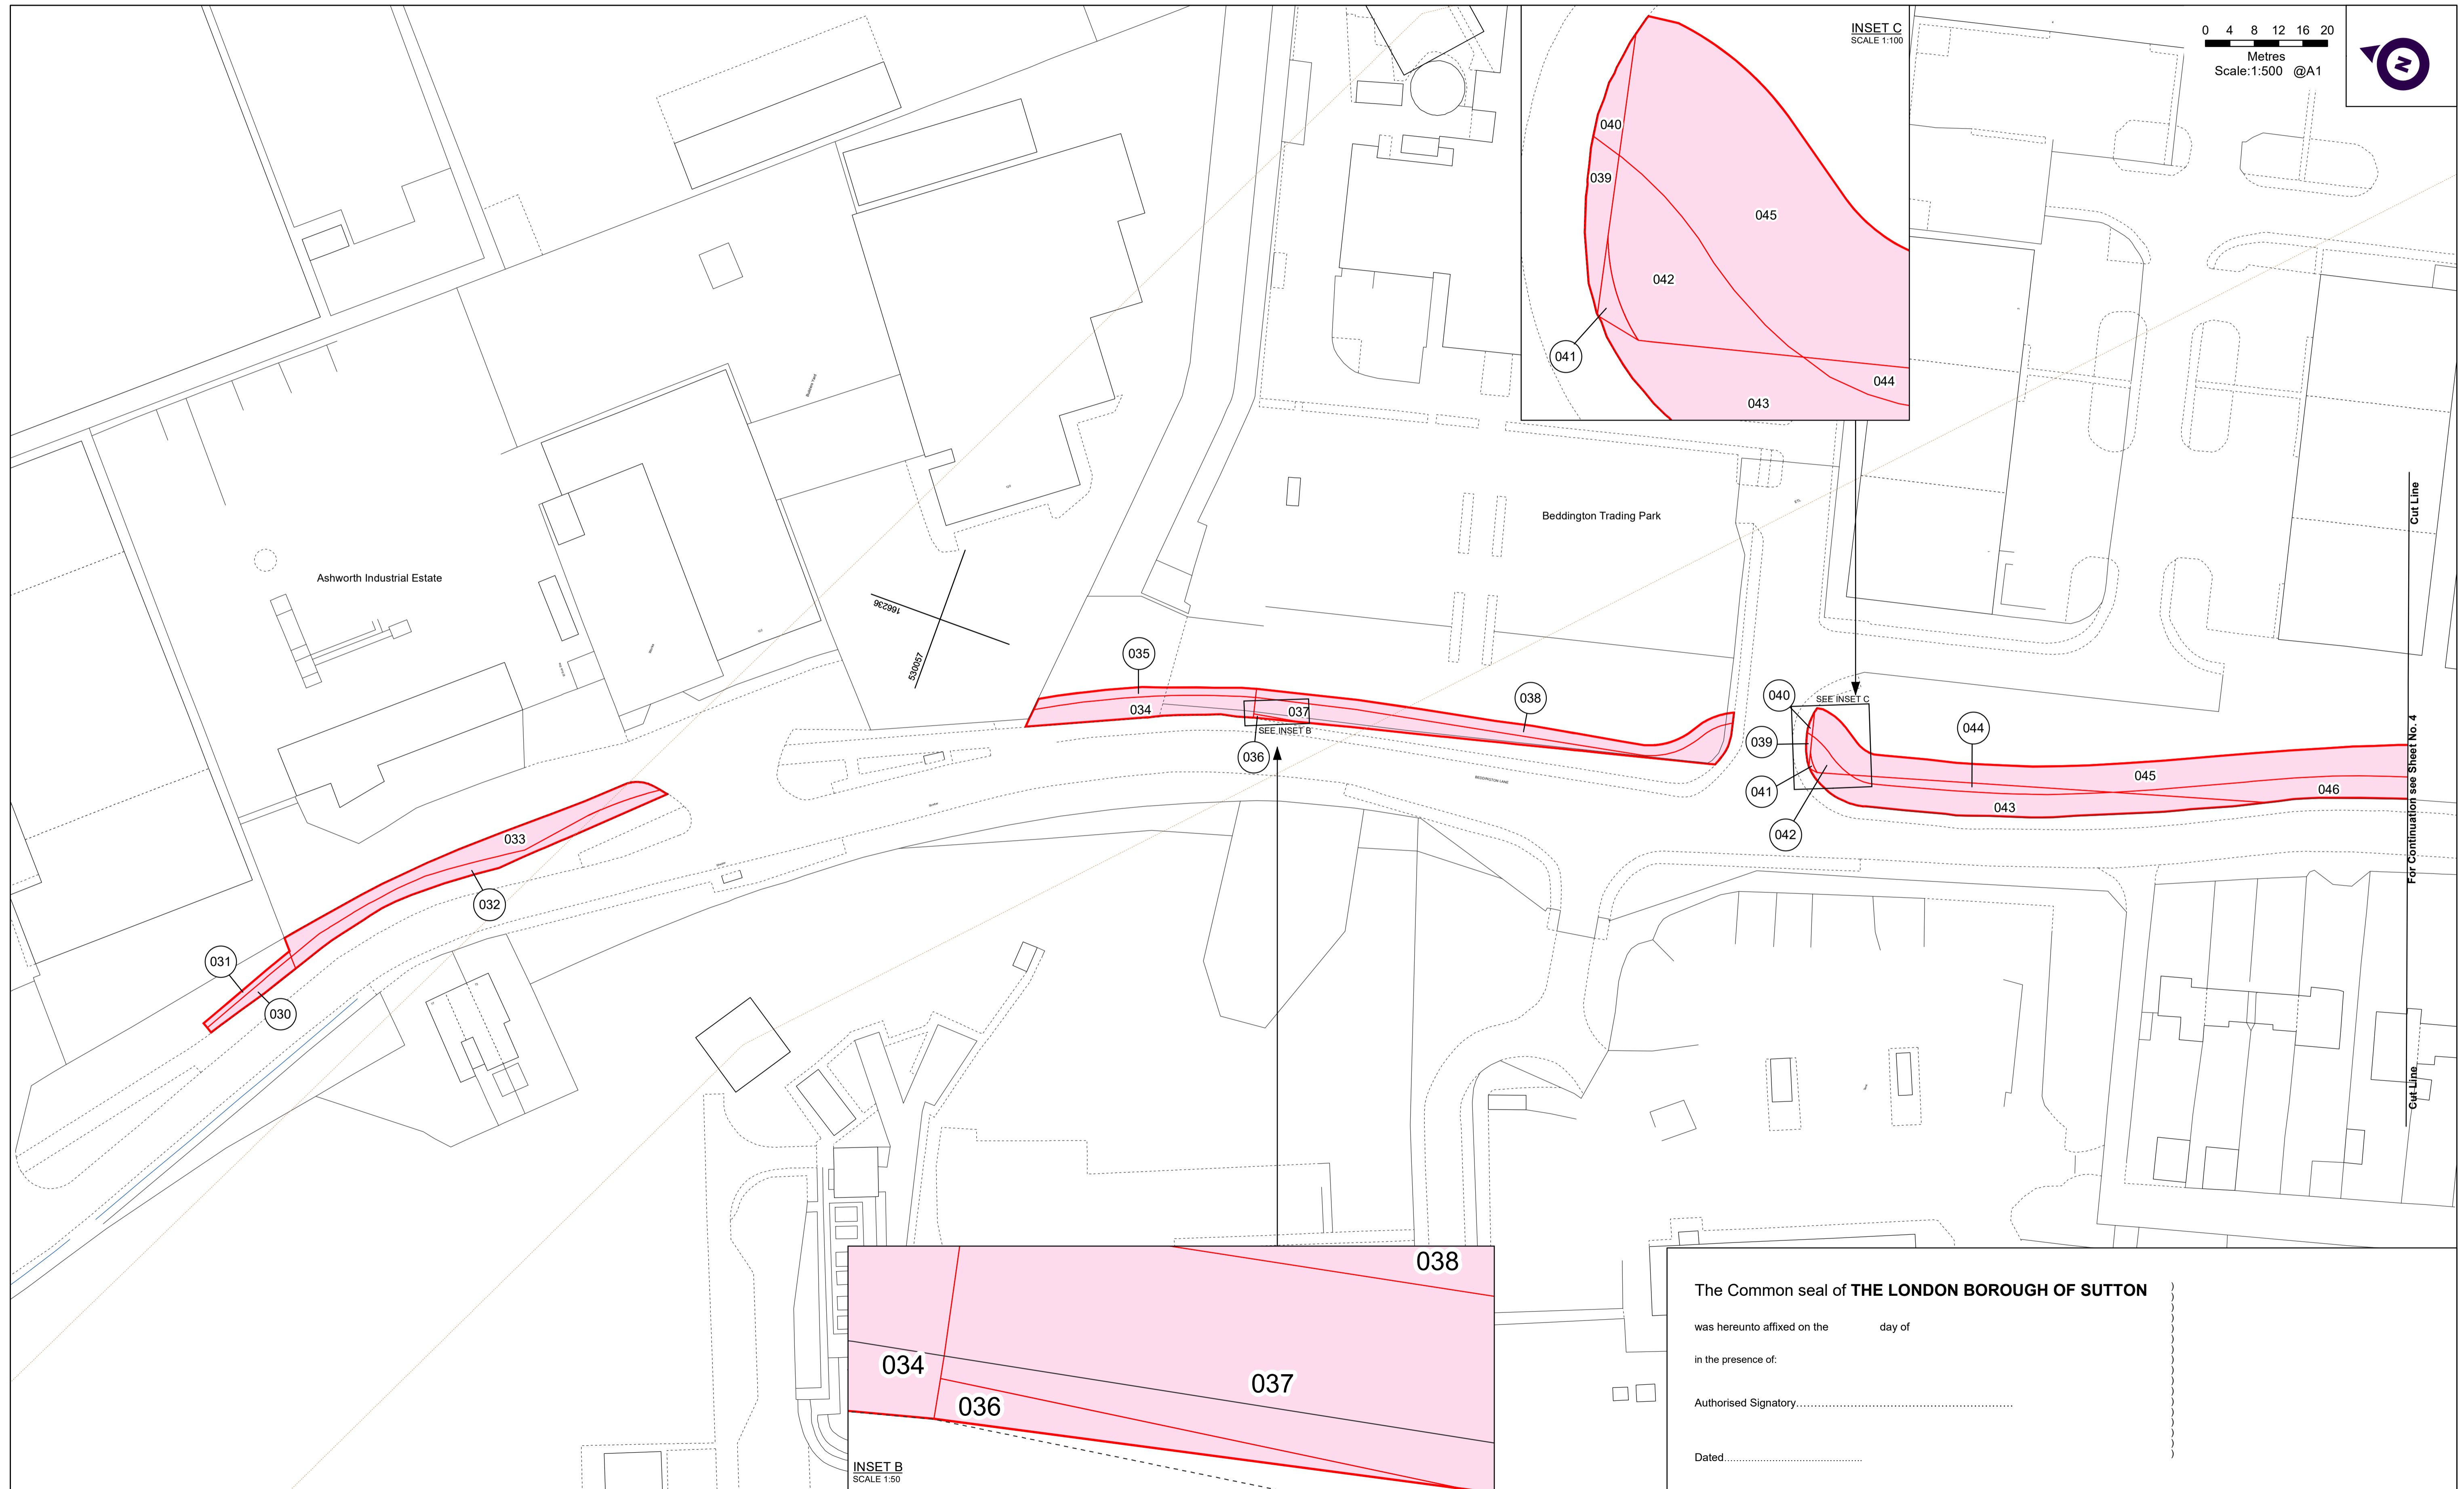 INSET C
SCALE 1:100
040
039
045
042
041
044
043
0 4 8 12 16 20
Metres
Scale:1:500 @A1
N
Cut Line
Beddington Trading Park
Ashworth Industrial Estate
166236
530057
035
034
037
SEE INSET B
036
038
BEDDINGTON LANE
040
SEE INSET C
039
041
042
044
045
043
046
For Continuation see Sheet No. 4
Cut Line
033
032
031
030
038
034
037
036
INSET B
SCALE 1:50
The Common seal of THE LONDON BOROUGH OF SUTTON
was hereunto affixed on the day of
in the presence of:
Authorised Signatory..........................................................
Dated............................................